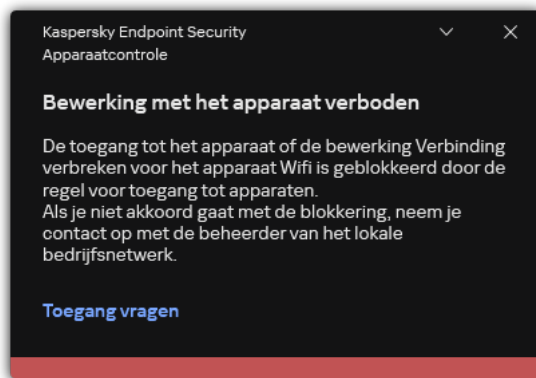 Kaspersky Endpoint Security
Apparaatcontrole
Bewerking met het apparaat verboden
De toegang tot het apparaat of de bewerking Verbinding
verbreken voor het apparaat Wifi is geblokkeerd door de
regel voor toegang tot apparaten.
Als je niet akkoord gaat met de blokkering, neem je
contact op met de beheerder van het lokale
bedrijfsnetwerk.
Toegang vragen